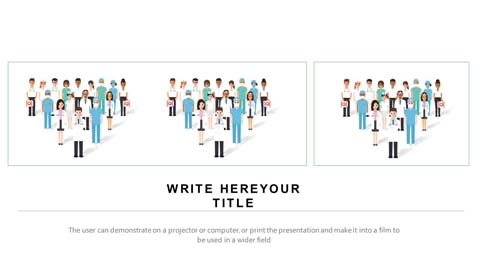 WRITE HEREYOUR
TITLE
The user can demonstrate on a projector or computer, or print the presentation and make it into a film to
be used in a wider field